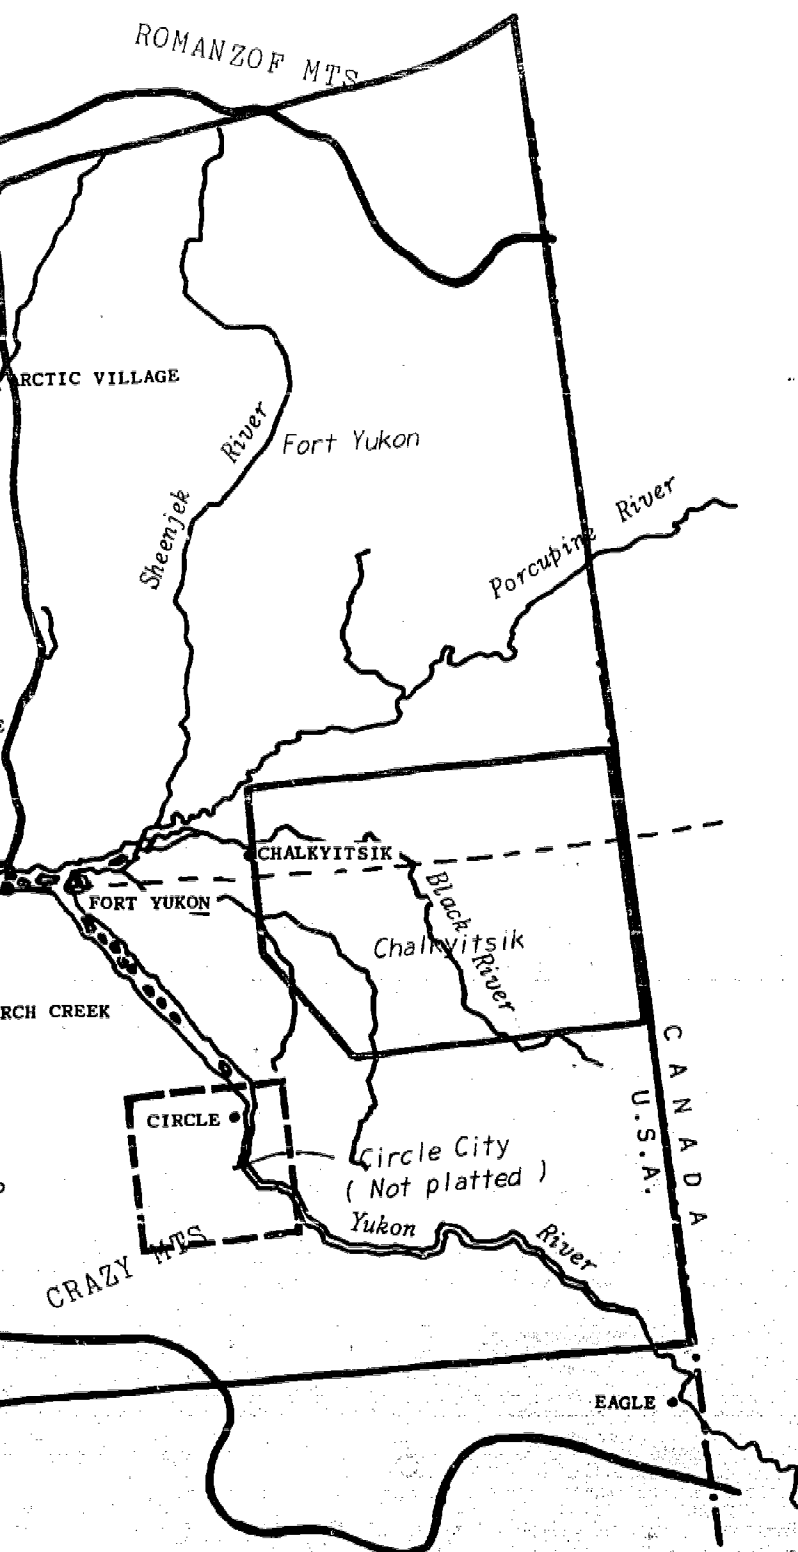 ROMANZOF MTS
ARCTIC VILLAGE
River
Fort Yukon
Sheenjek
Porcupine River
CHALKYITSIK
FORT YUKON
Black
Chalkyitsik
River
RCH CREEK
CANADA
U.S.A.
CIRCLE
Circle City
( Not platted )
Yukon
River
CRAZY MTS
EAGLE